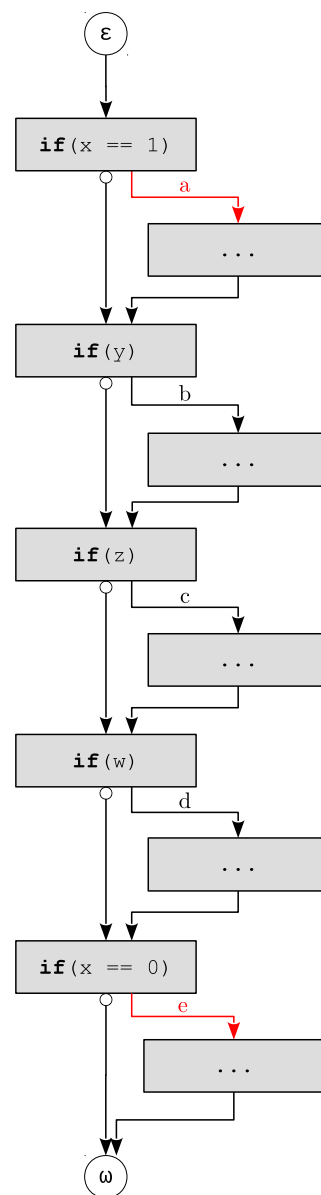 ε
if(x == 1)
a
...
if(y)
b
...
if(z)
c
...
if(w)
d
...
if(x == 0)
e
...
ω